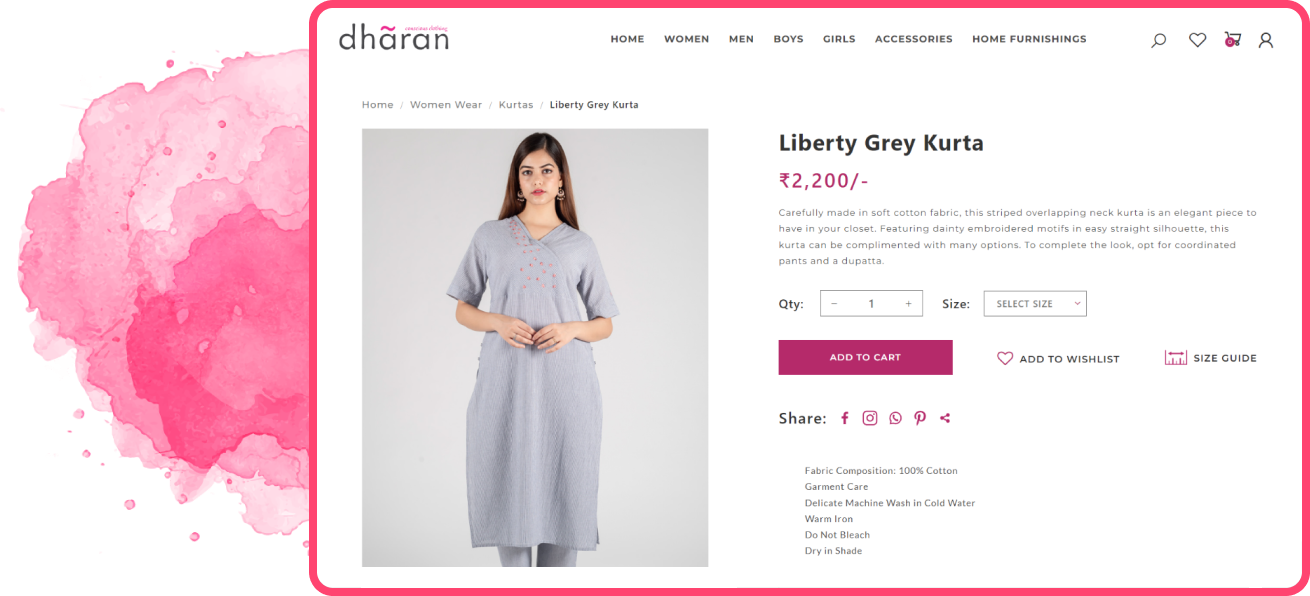 conscious clothing
dharan
HOME WOMEN MEN BOYS GIRLS ACCESSORIES HOME FURNISHINGS
0
Home / Women Wear / Kurtas / Liberty Grey Kurta
Liberty Grey Kurta
₹2,200/-
Carefully made in soft cotton fabric, this striped overlapping neck kurta is an elegant piece to
have in your closet. Featuring dainty embroidered motifs in easy straight silhouette, this
kurta can be complimented with many options. To complete the look, opt for coordinated
pants and a dupatta.
Qty: − 1 + Size: SELECT SIZE
ADD TO CART ADD TO WISHLIST SIZE GUIDE
Share:
Fabric Composition: 100% Cotton
Garment Care
Delicate Machine Wash in Cold Water
Warm Iron
Do Not Bleach
Dry in Shade